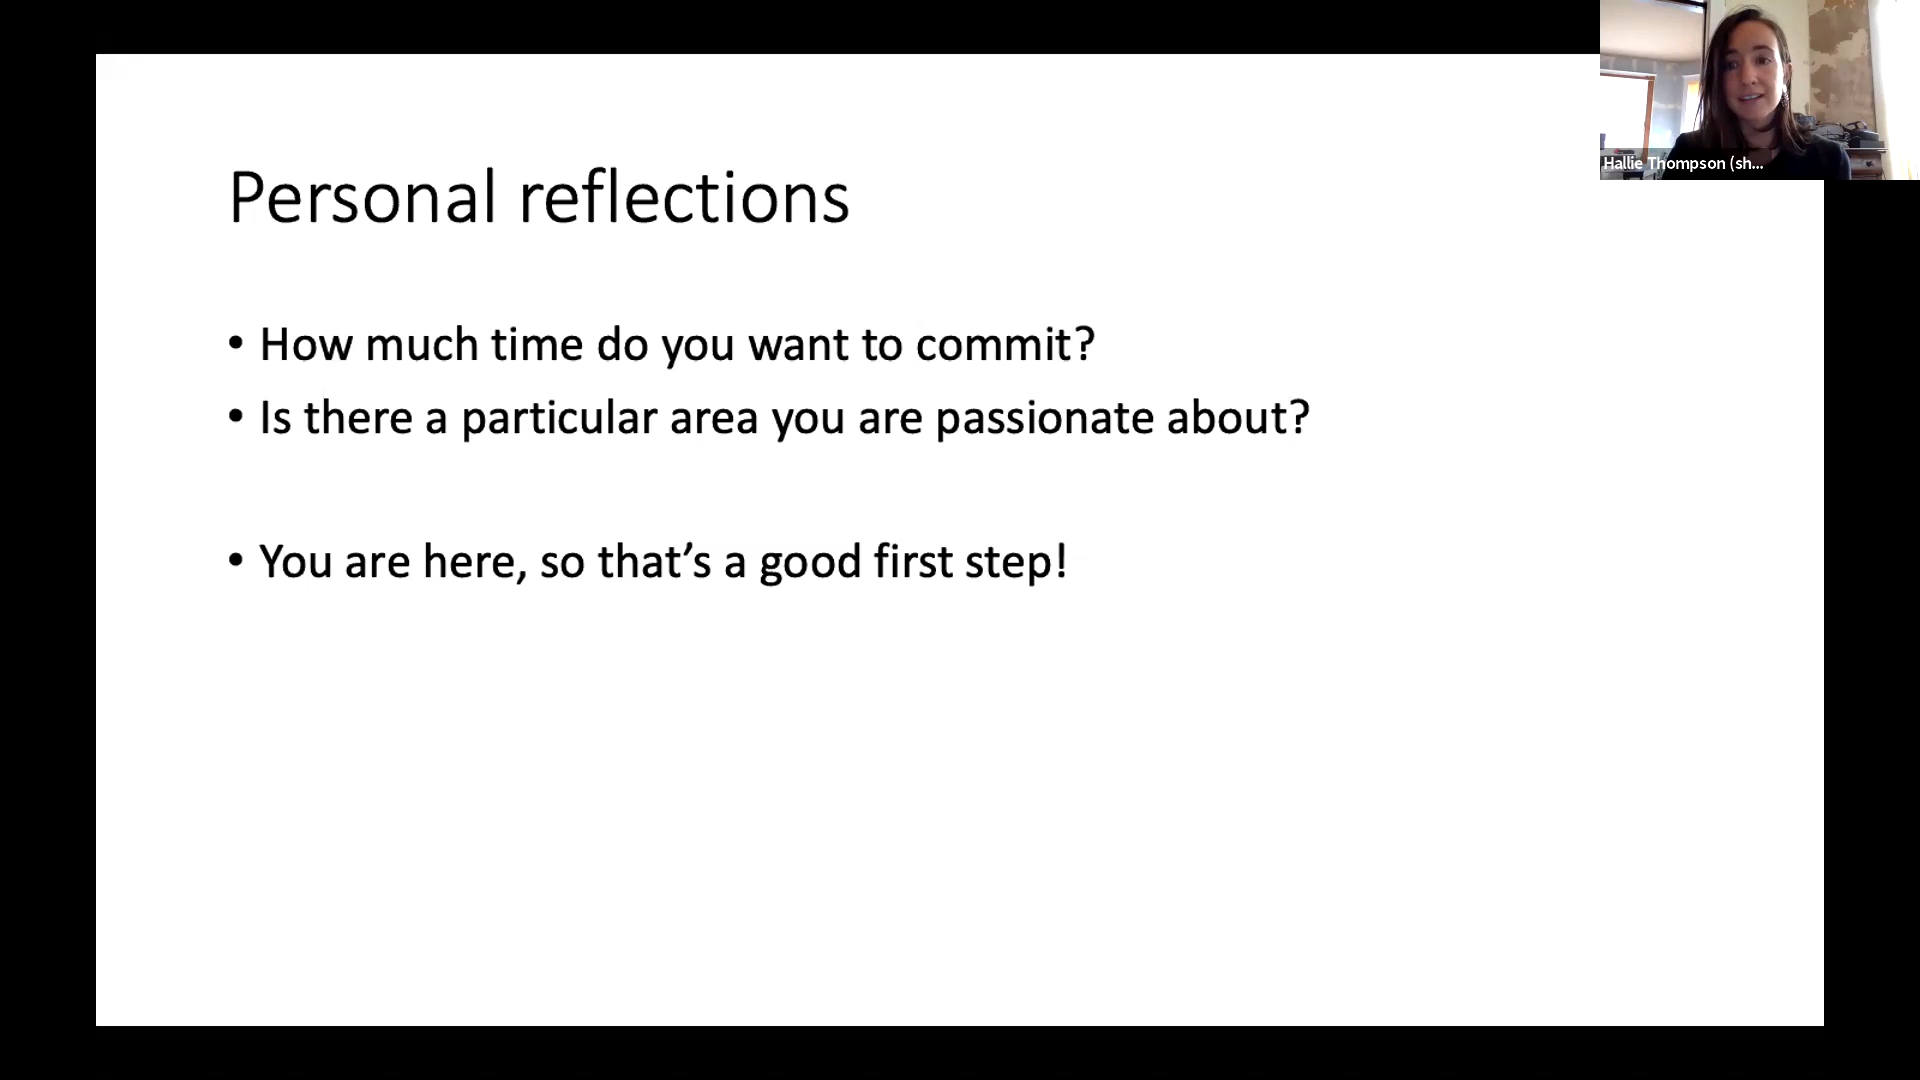 Hallie Thompson (sh...
Personal reflections
• How much time do you want to commit?
• Is there a particular area you are passionate about?
• You are here, so that’s a good first step!